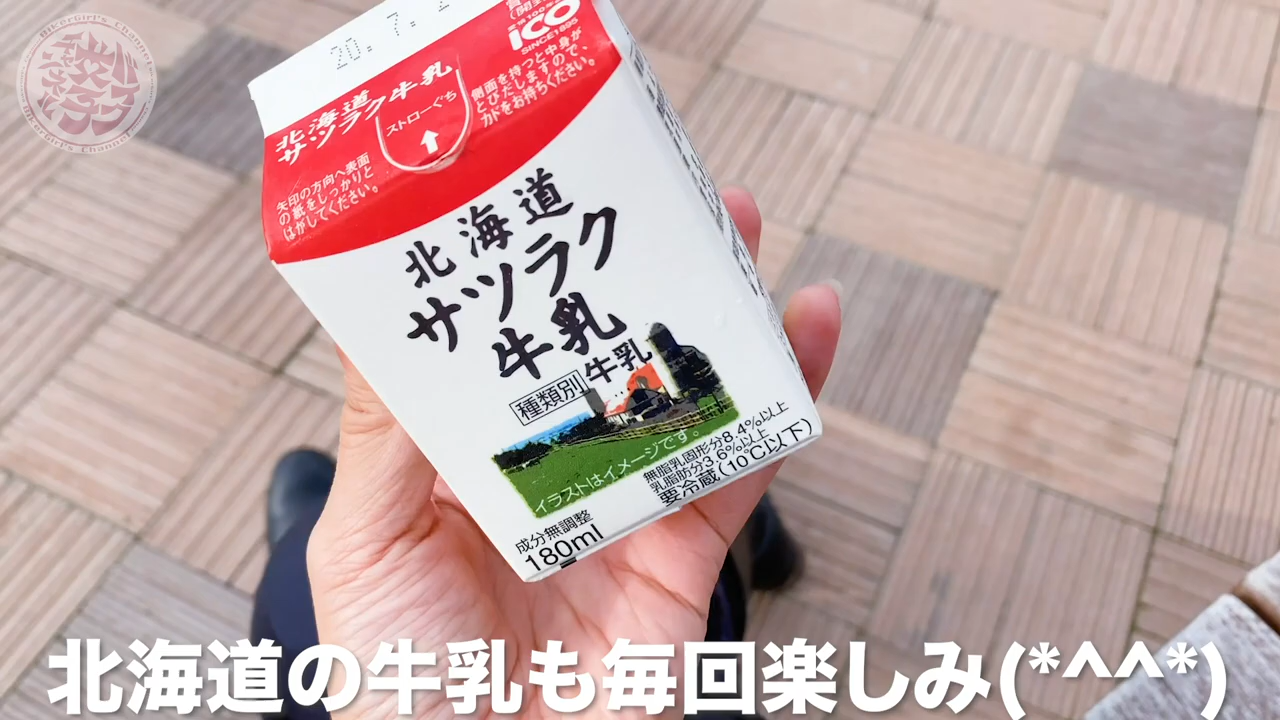 BikerGirl's Channel
20. 7. 2
ico
SINCE1895
北海道
サツラク牛乳
ストローぐち
側面を持つと中身が
とびだしますので、
カドをお持ちください。
矢印の方向へ表面
の紙をしっかりと
はがしてください。
北海道
サツラク
牛乳
種類別 牛乳
イラストはイメージです。
無脂乳固形分8.4%以上
乳脂肪分3.6%以上
要冷蔵(10℃以下)
成分無調整
180ml
北海道の牛乳も毎回楽しみ(*^^*)